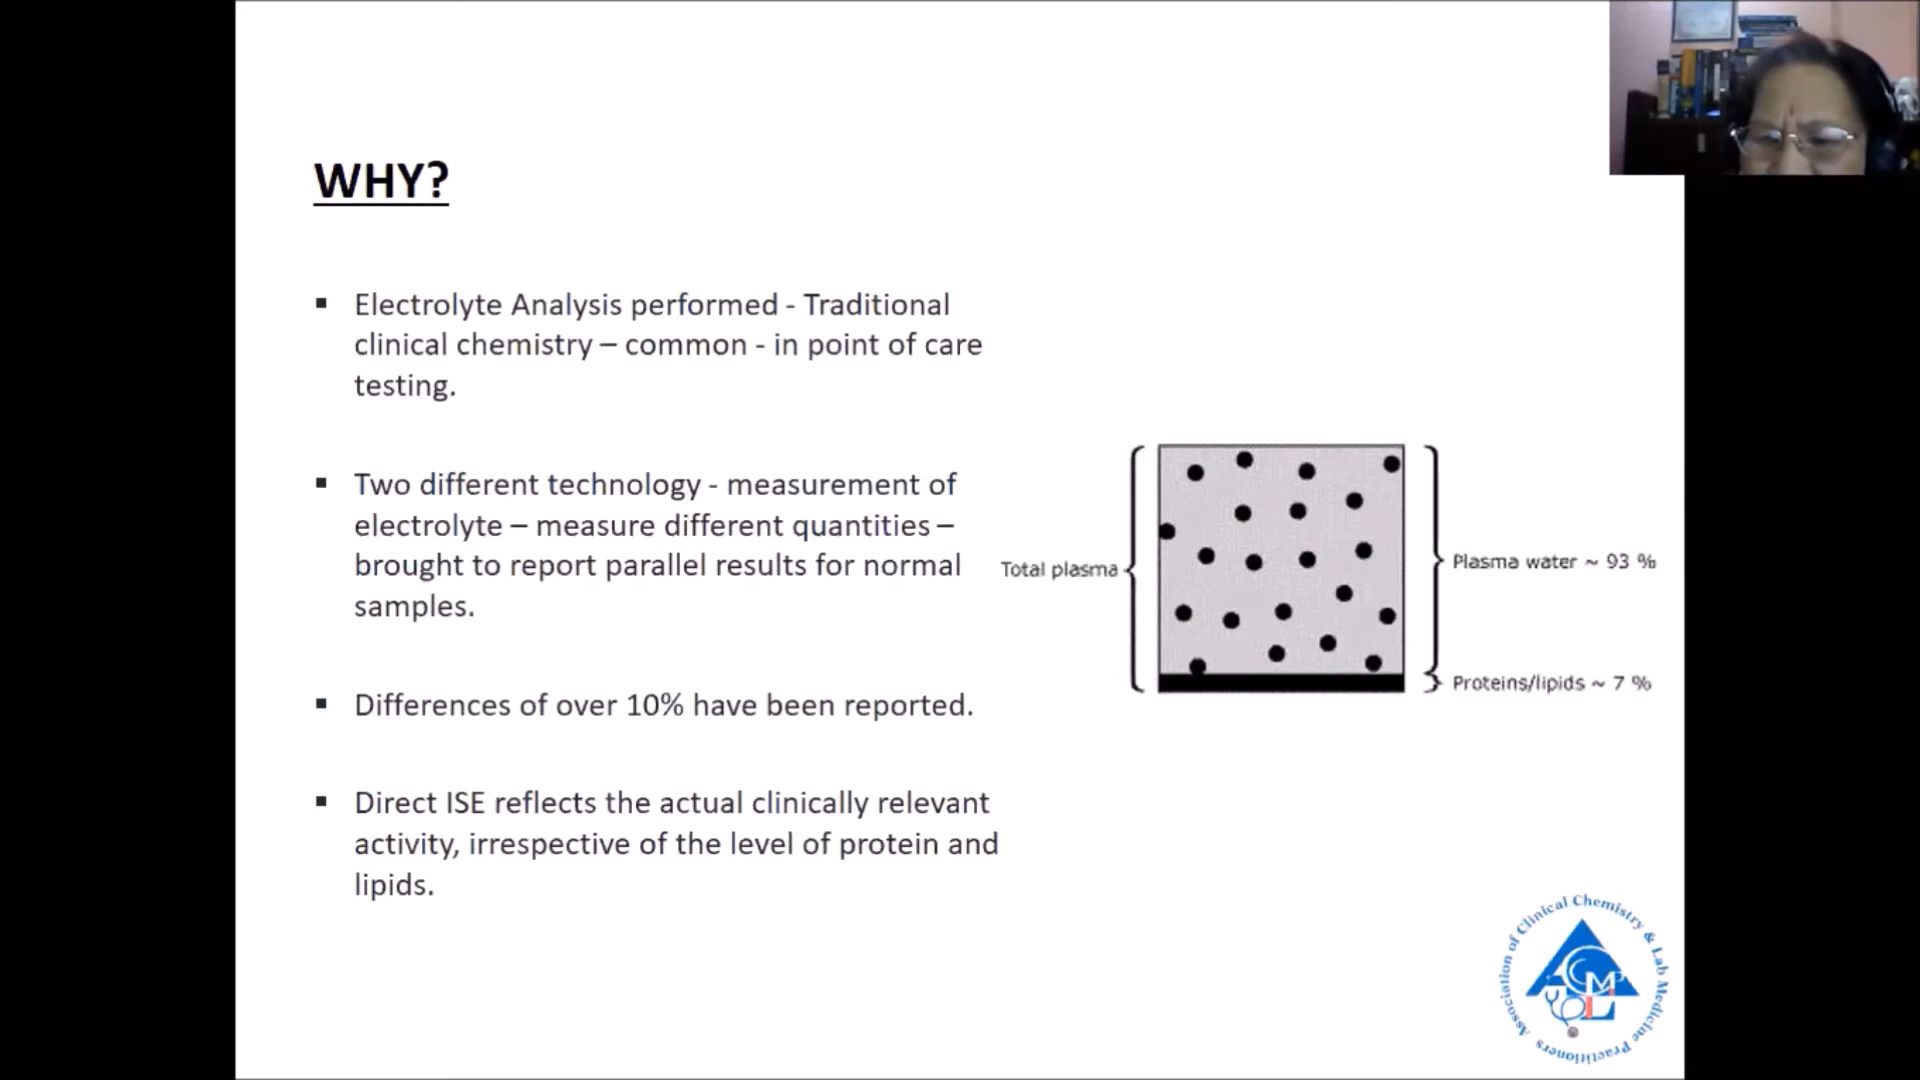 WHY?
Electrolyte Analysis performed - Traditional
clinical chemistry – common - in point of care
testing.
Two different technology - measurement of
electrolyte – measure different quantities –
brought to report parallel results for normal
samples.
Differences of over 10% have been reported.
Direct ISE reflects the actual clinically relevant
activity, irrespective of the level of protein and
lipids.
Total plasma
Plasma water ~ 93 %
Proteins/lipids ~ 7 %
Association of Clinical Chemistry & Lab Medicine Practitioners